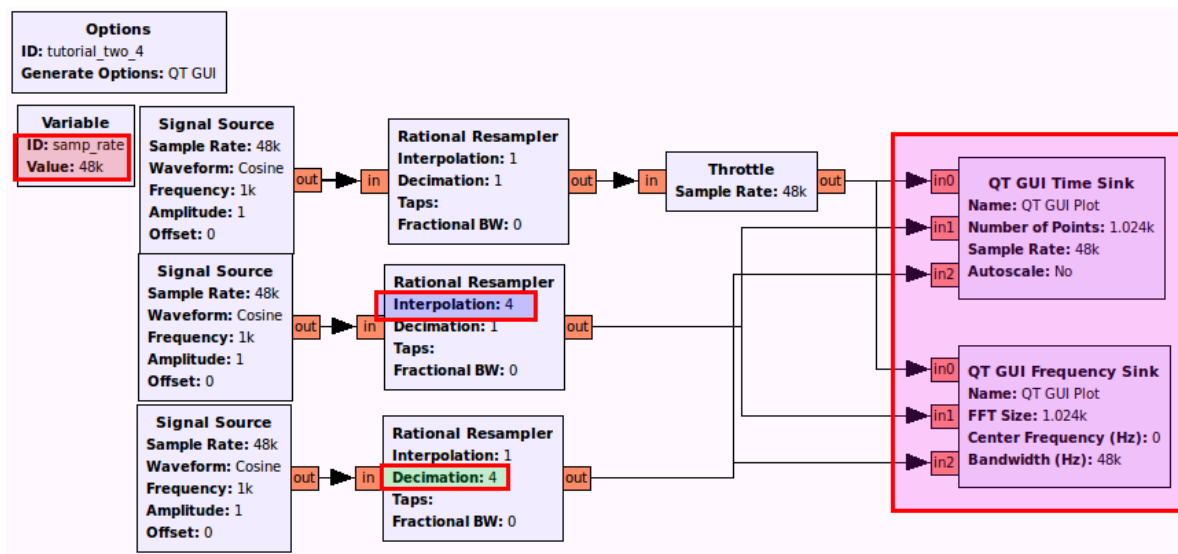 Options
ID: tutorial_two_4
Generate Options: QT GUI
Variable
ID: samp_rate
Value: 48k
Signal Source
Sample Rate: 48k
Waveform: Cosine
Frequency: 1k
Amplitude: 1
Offset: 0
out
in
Rational Resampler
Interpolation: 1
Decimation: 1
Taps:
Fractional BW: 0
out
in
Throttle
Sample Rate: 48k
out
in0
in1
in2
QT GUI Time Sink
Name: QT GUI Plot
Number of Points: 1.024k
Sample Rate: 48k
Autoscale: No
Signal Source
Sample Rate: 48k
Waveform: Cosine
Frequency: 1k
Amplitude: 1
Offset: 0
out
in
Rational Resampler
Interpolation: 4
Decimation: 1
Taps:
Fractional BW: 0
out
in0
in1
in2
QT GUI Frequency Sink
Name: QT GUI Plot
FFT Size: 1.024k
Center Frequency (Hz): 0
Bandwidth (Hz): 48k
Signal Source
Sample Rate: 48k
Waveform: Cosine
Frequency: 1k
Amplitude: 1
Offset: 0
out
in
Rational Resampler
Interpolation: 1
Decimation: 4
Taps:
Fractional BW: 0
out